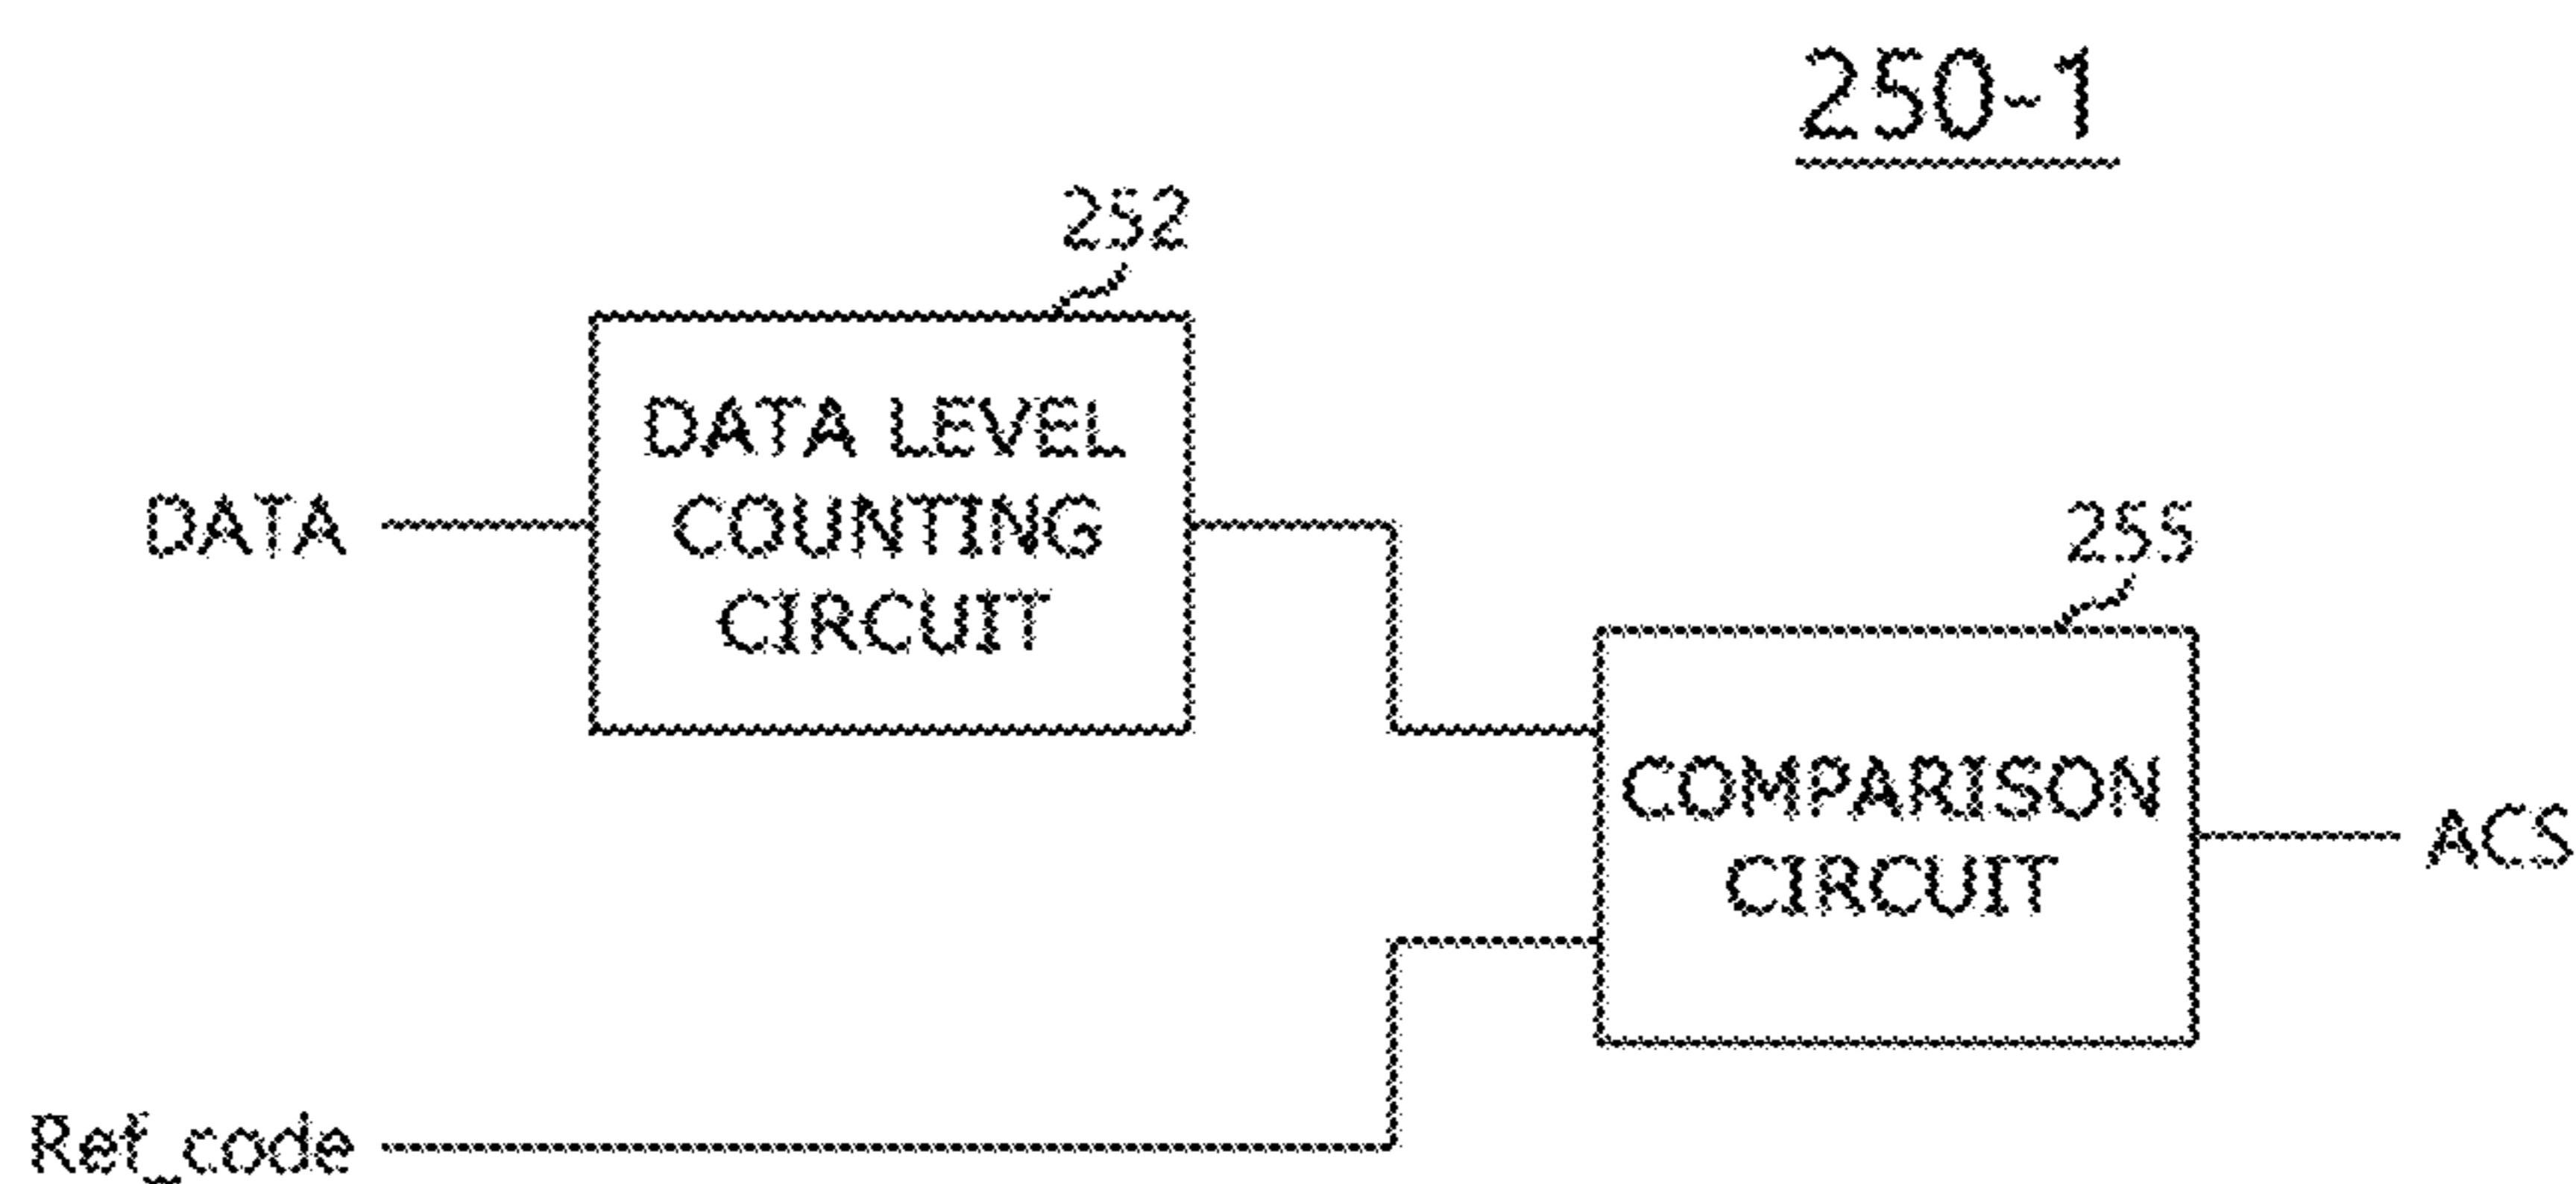 250-1
252
DATA LEVEL
COUNTING
CIRCUIT
DATA
255
COMPARISON
CIRCUIT
ACS
Ref_code